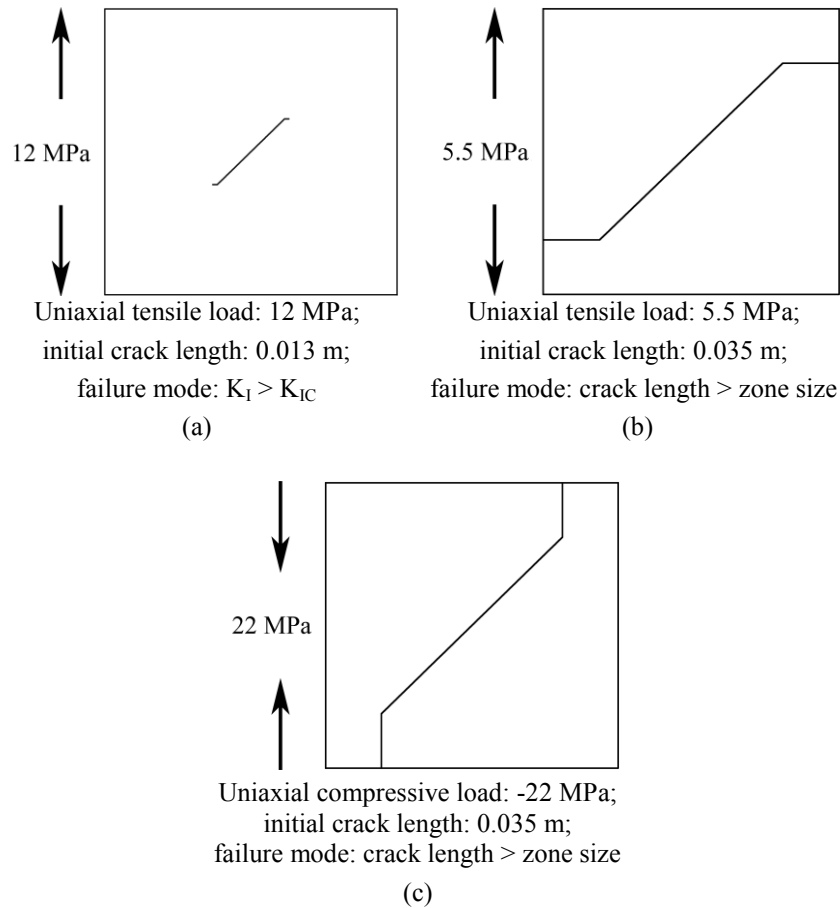 12 MPa
Uniaxial tensile load: 12 MPa;
initial crack length: 0.013 m;
failure mode: K_I > K_IC
(a)
5.5 MPa
Uniaxial tensile load: 5.5 MPa;
initial crack length: 0.035 m;
failure mode: crack length > zone size
(b)
22 MPa
Uniaxial compressive load: -22 MPa;
initial crack length: 0.035 m;
failure mode: crack length > zone size
(c)